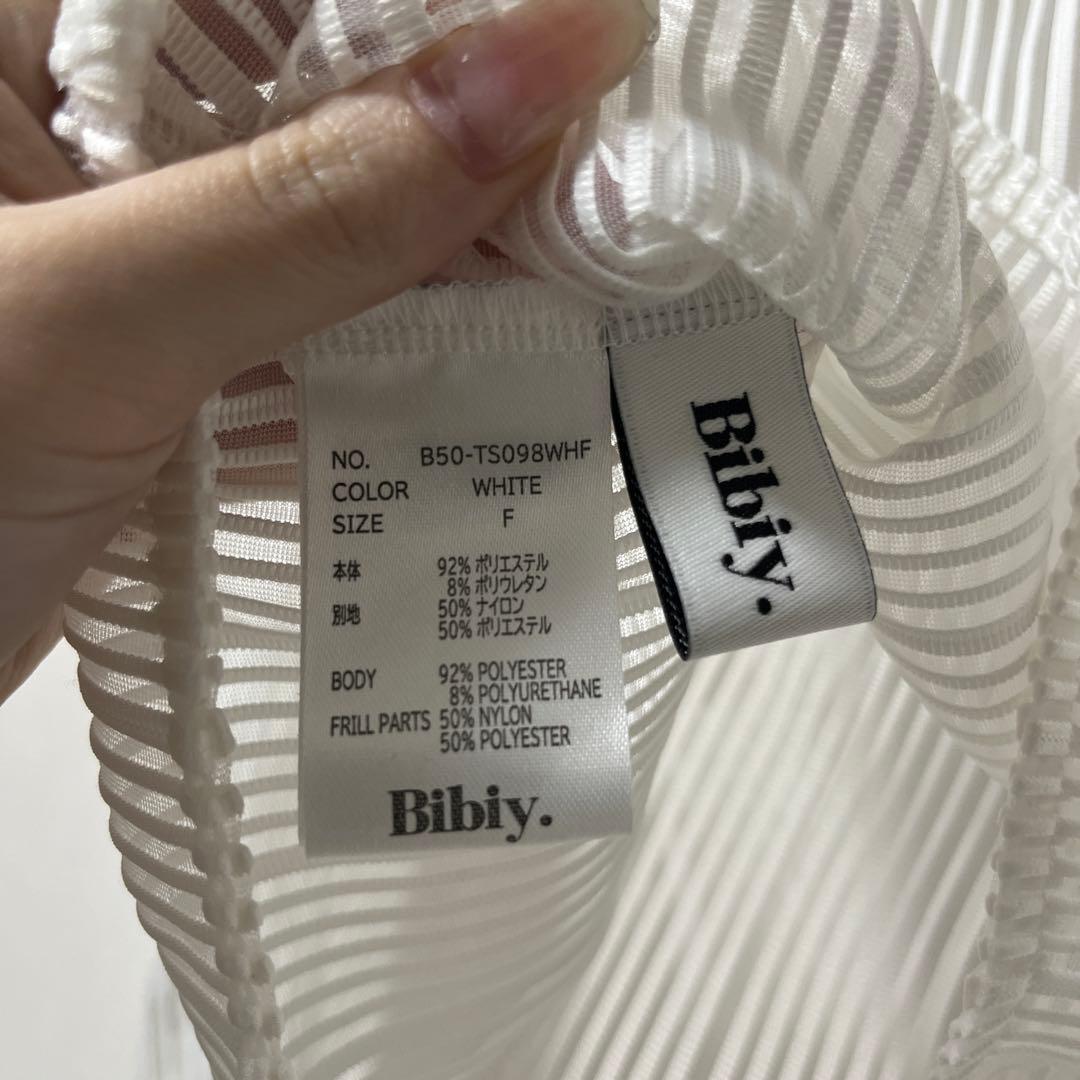 NO. B50-TS098WHF
COLOR WHITE
SIZE F
本体 92% ポリエステル
8% ポリウレタン
別地 50% ナイロン
50% ポリエステル
BODY 92% POLYESTER
8% POLYURETHANE
FRILL PARTS 50% NYLON
50% POLYESTER
Bibiy.
Bibiy.